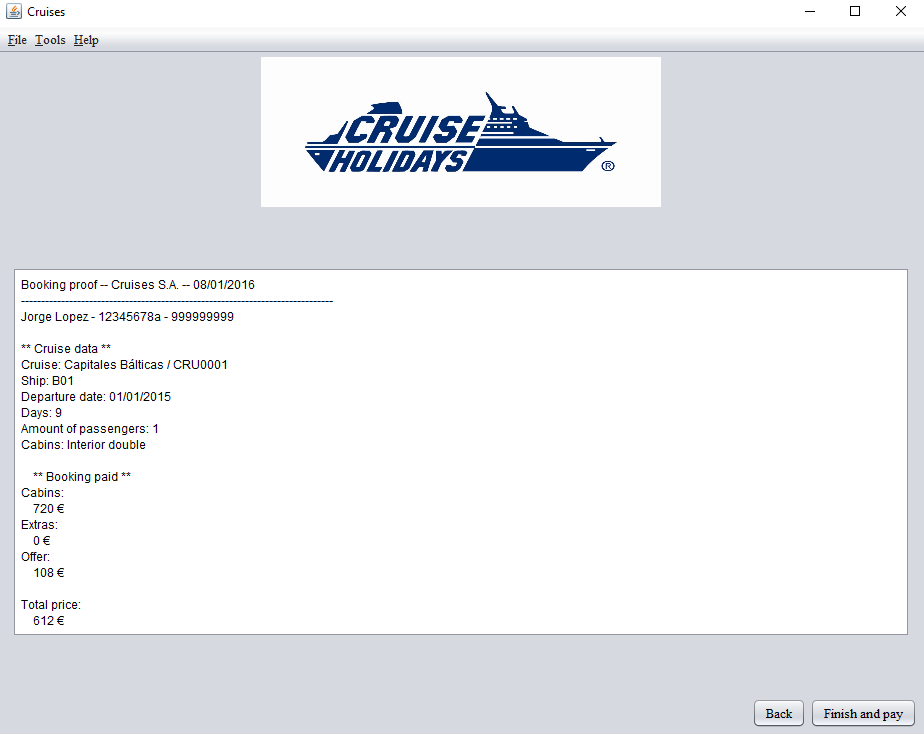 Cruises
File Tools Help
CRUISE
HOLIDAYS
®
Booking proof -- Cruises S.A. -- 08/01/2016
------------------------------------------------------------------------------
Jorge Lopez - 12345678a - 999999999
** Cruise data **
Cruise: Capitales Bálticas / CRU0001
Ship: B01
Departure date: 01/01/2015
Days: 9
Amount of passengers: 1
Cabins: Interior double
** Booking paid **
Cabins:
720 €
Extras:
0 €
Offer:
108 €
Total price:
612 €
Back Finish and pay